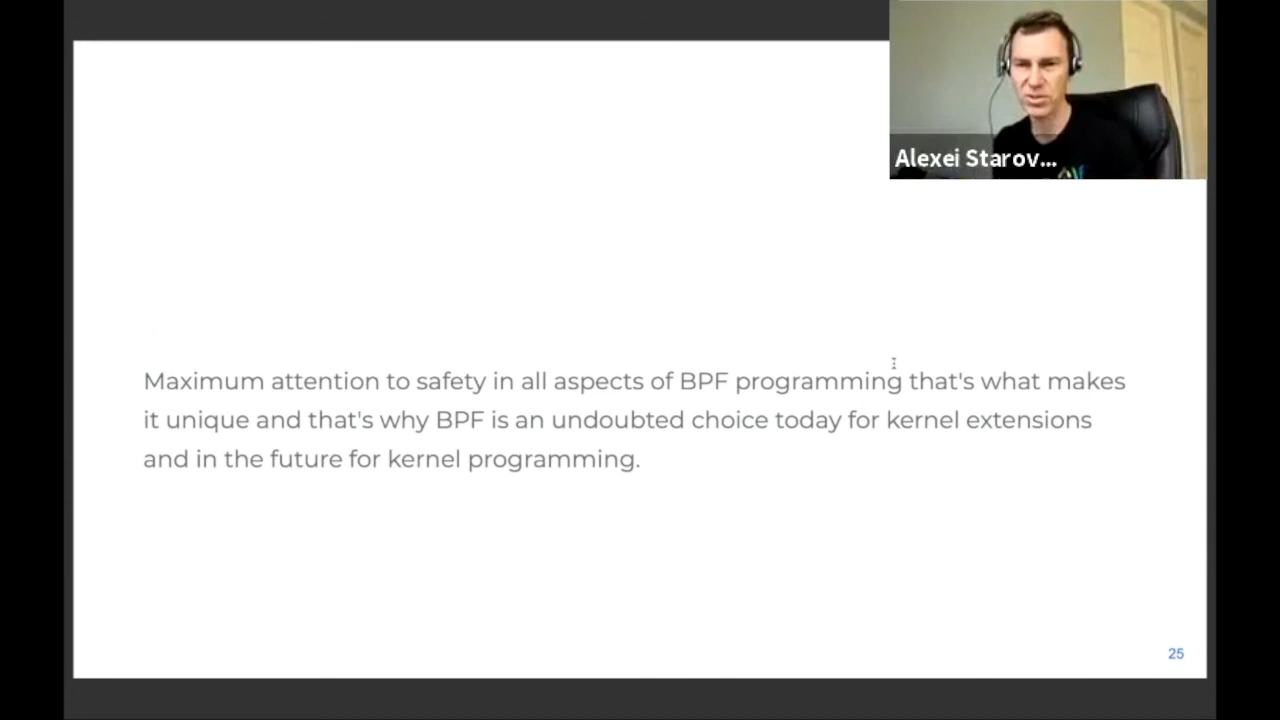 Alexei Starov...
Maximum attention to safety in all aspects of BPF programming that's what makes
it unique and that's why BPF is an undoubted choice today for kernel extensions
and in the future for kernel programming.
25